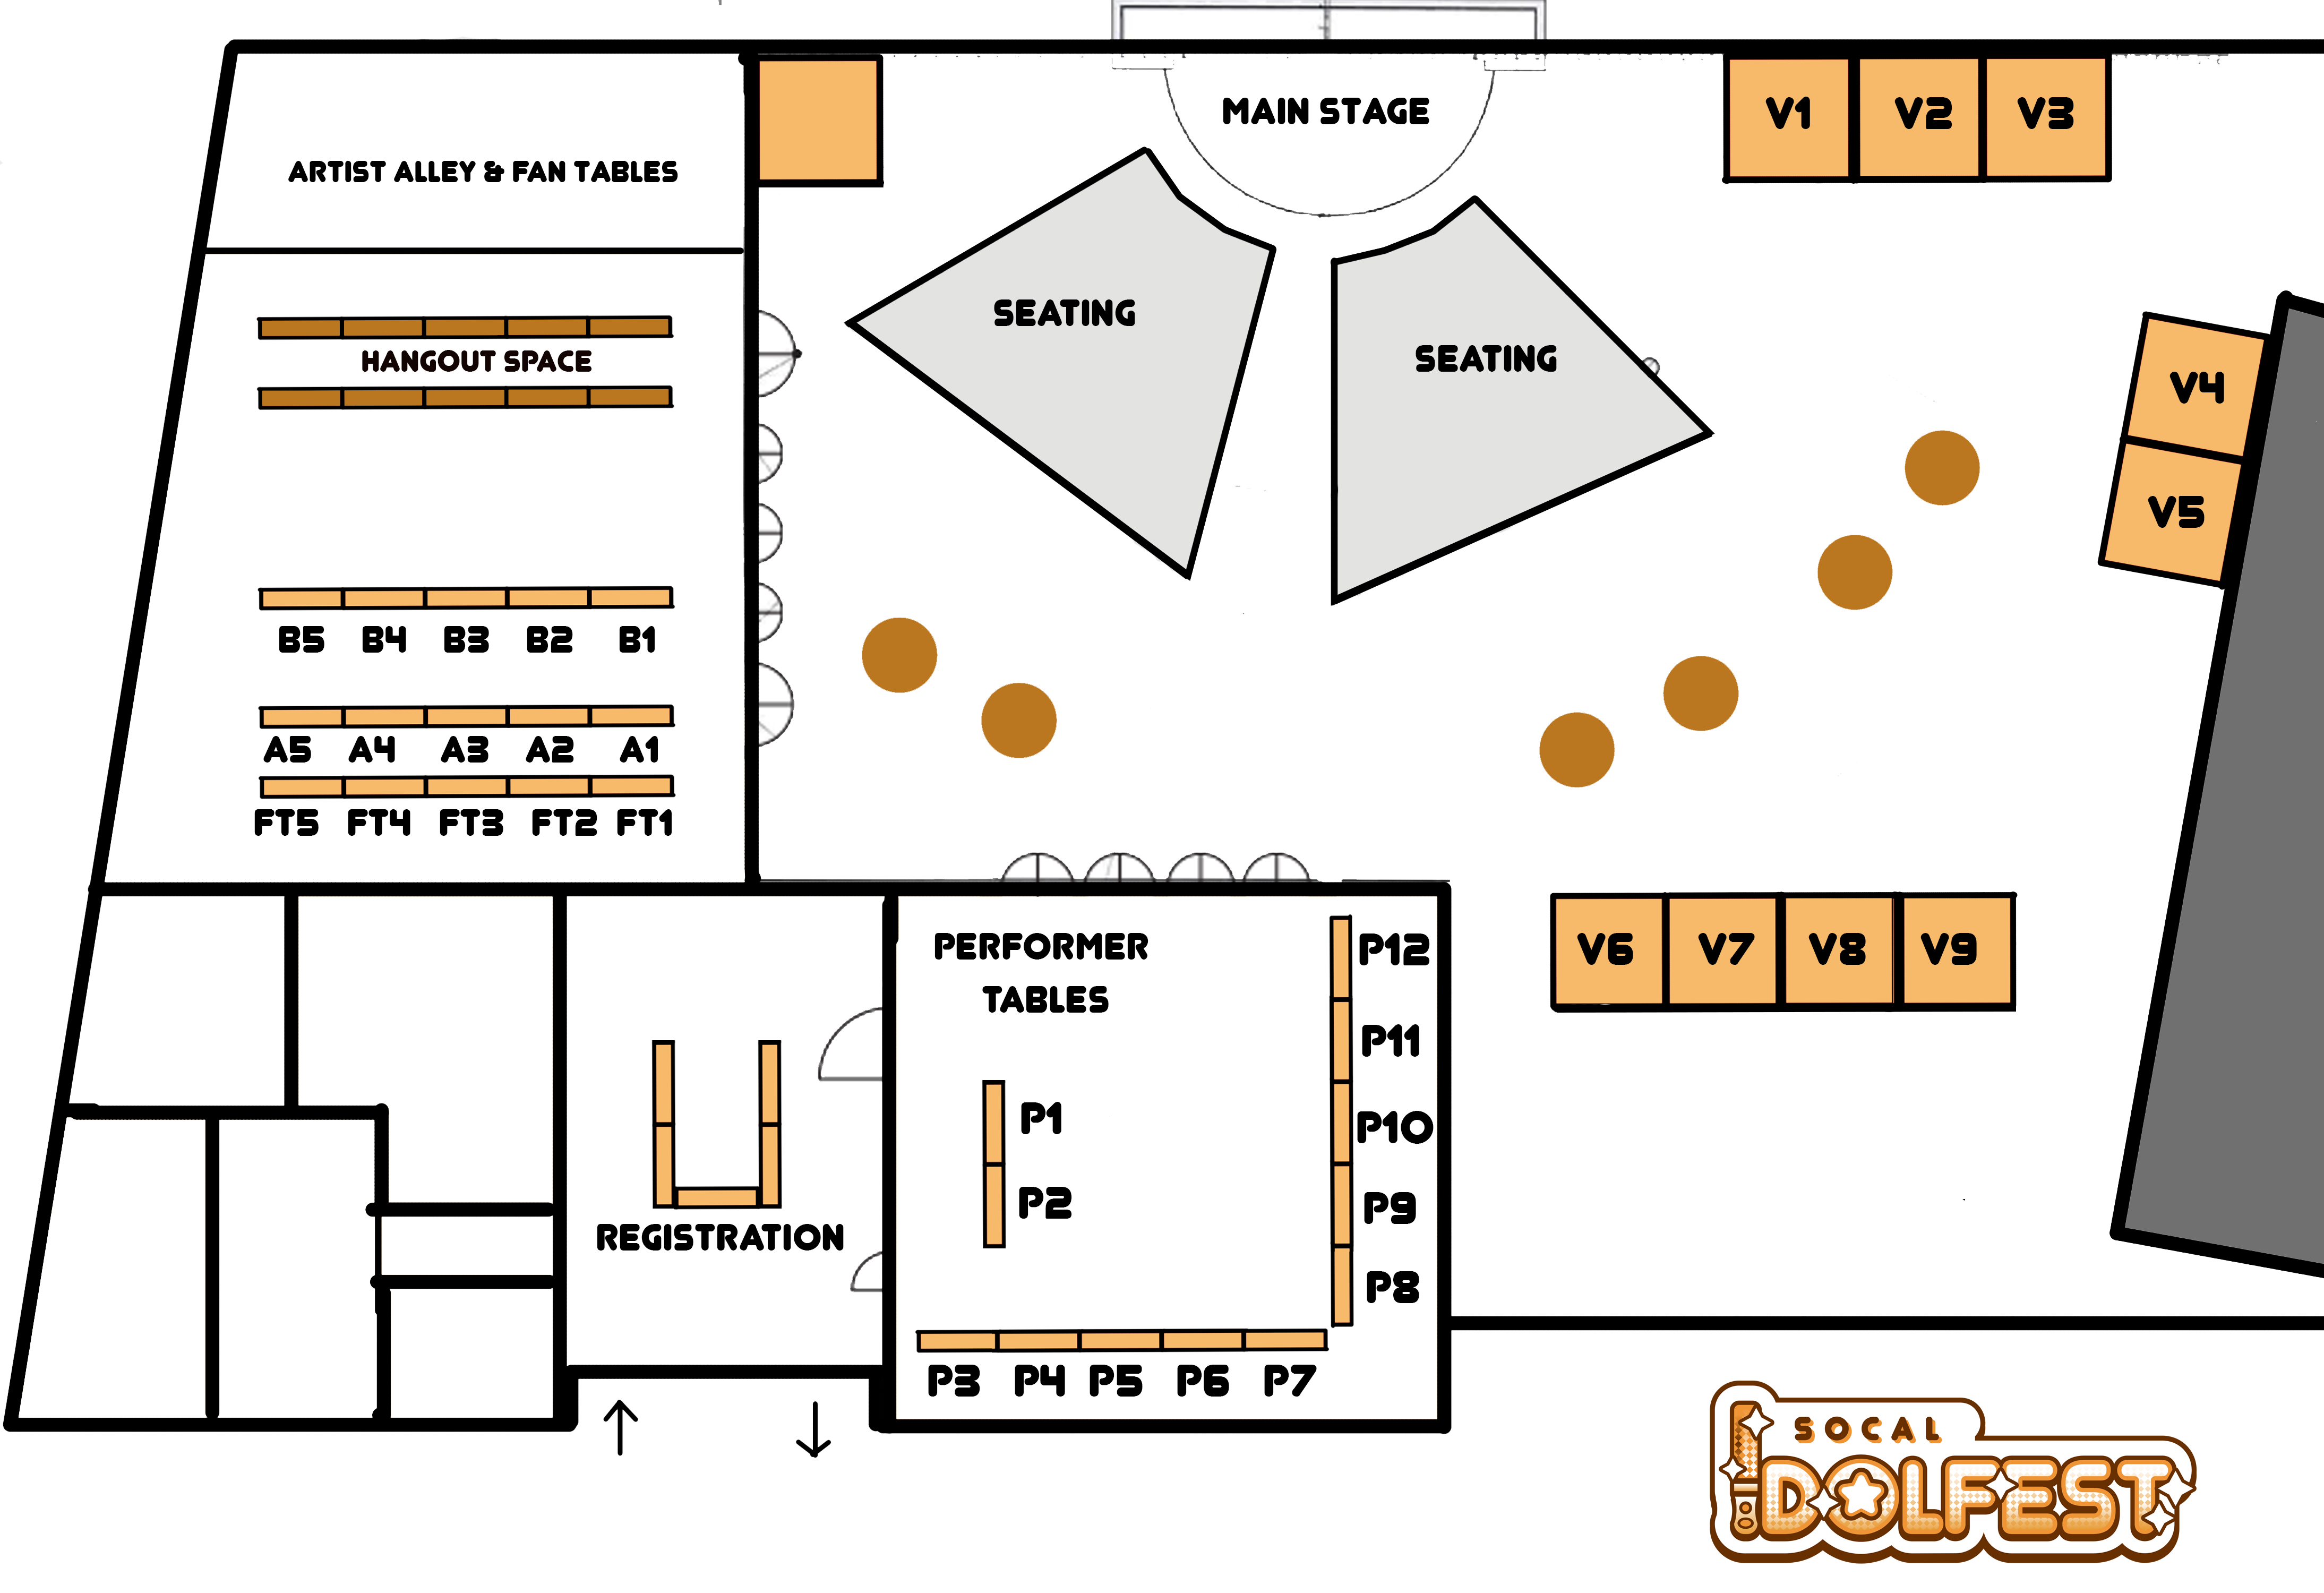 MAIN STAGE
V1 V2 V3
ARTIST ALLEY & FAN TABLES
SEATING
SEATING
HANGOUT SPACE
V4
V5
B5 B4 B3 B2 B1
A5 A4 A3 A2 A1
FT5 FT4 FT3 FT2 FT1
PERFORMER
TABLES
P12
P11
P10
P9
P8
V6 V7 V8 V9
P1
P2
REGISTRATION
P3 P4 P5 P6 P7
SOCAL
IDOLFEST